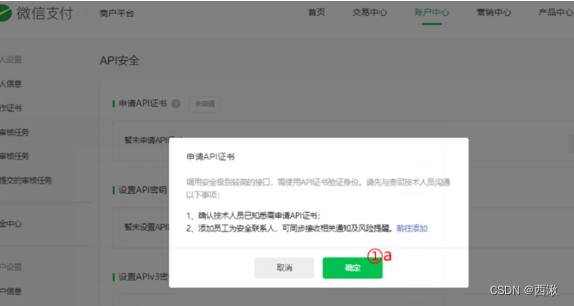 微信支付 商户平台
首页 交易中心 账户中心 营销中心 产品中心
人设置
人信息
作证书
审核任务
审核任务
提交的审核任务
全中心
户设置
户信息
API安全
申请API证书 未申请
暂未申请API
设置API密钥
暂未设置API
设置APIv3密
申请API证书
调用安全级别较高的接口，需使用API证书验证身份。请先与贵司技术人员沟通
以下事项：
1、确认技术人员已知悉需申请API证书；
2、添加员工为安全联系人，可同步接收相关通知及风险提醒。前往添加
①a
取消 确定
CSDN @西湫